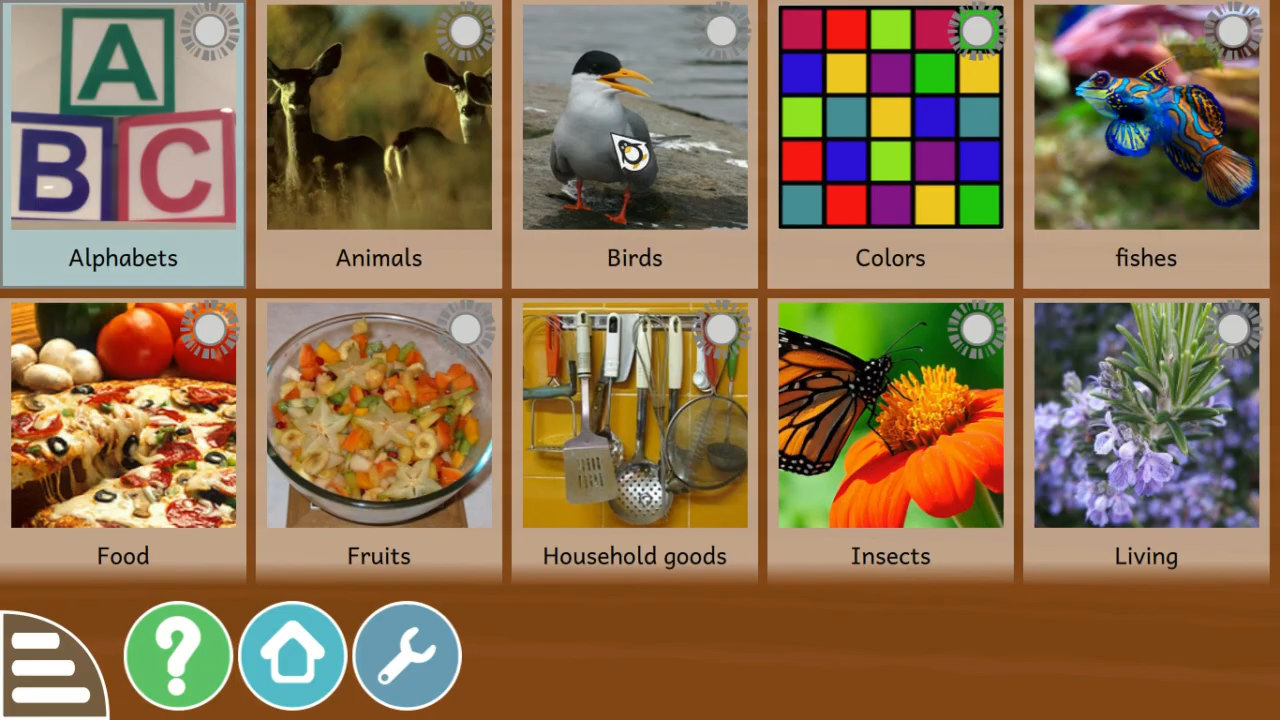 A
B C
Alphabets
Animals
Birds
Colors
fishes
Food
Fruits
Household goods
Insects
Living
?